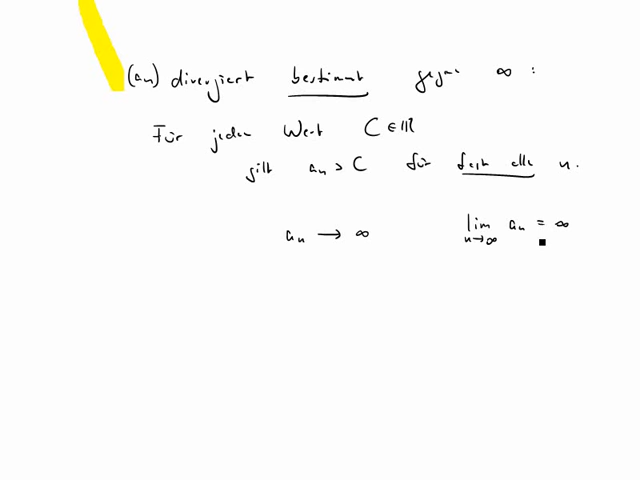 (aₙ) divergiert bestimmt gegen ∞ :
Für jeden Wert C ∈ ℝ
gilt aₙ > C für fast alle n.
aₙ → ∞ lim aₙ = ∞
n→∞